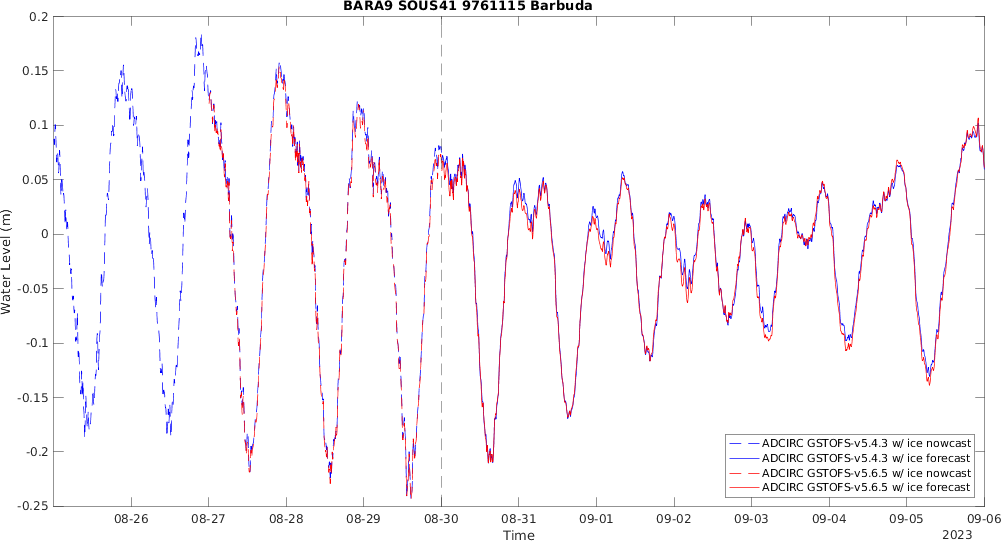 BARA9 SOUS41 9761115 Barbuda
0.2
0.15
0.1
0.05
0
-0.05
-0.1
-0.15
-0.2
-0.25
Water Level (m)
ADCIRC GSTOFS-v5.4.3 w/ ice nowcast
ADCIRC GSTOFS-v5.4.3 w/ ice forecast
ADCIRC GSTOFS-v5.6.5 w/ ice nowcast
ADCIRC GSTOFS-v5.6.5 w/ ice forecast
08-26 08-27 08-28 08-29 08-30 08-31 09-01 09-02 09-03 09-04 09-05 09-06
Time
2023